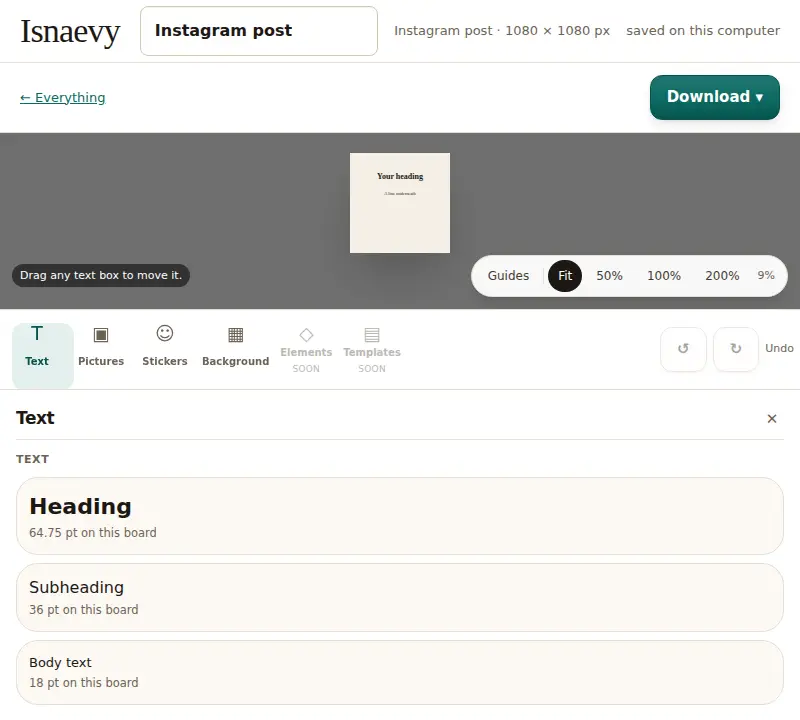 Isnaevy
Instagram post
Instagram post · 1080 × 1080 px
saved on this computer
← Everything
Download ▾
Your heading
A line underneath
Drag any text box to move it.
Guides
Fit
50%
100%
200%
9%
T
Text
Pictures
Stickers
Background
Elements
SOON
Templates
SOON
↺
↻
Undo
Text
✕
TEXT
Heading
64.75 pt on this board
Subheading
36 pt on this board
Body text
18 pt on this board